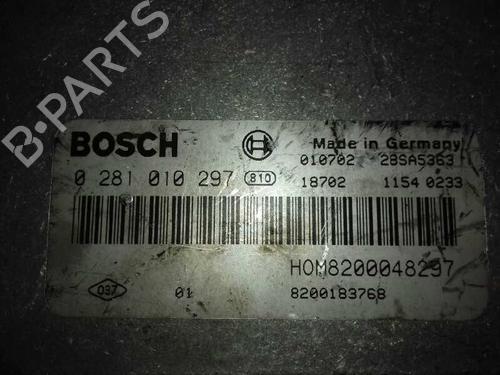 B-PARTS
BOSCH
Made in Germany
010702 28SA5363
0 281 010 297 810
18702 1154 0233
HOM8200048297
037
01
8200183768